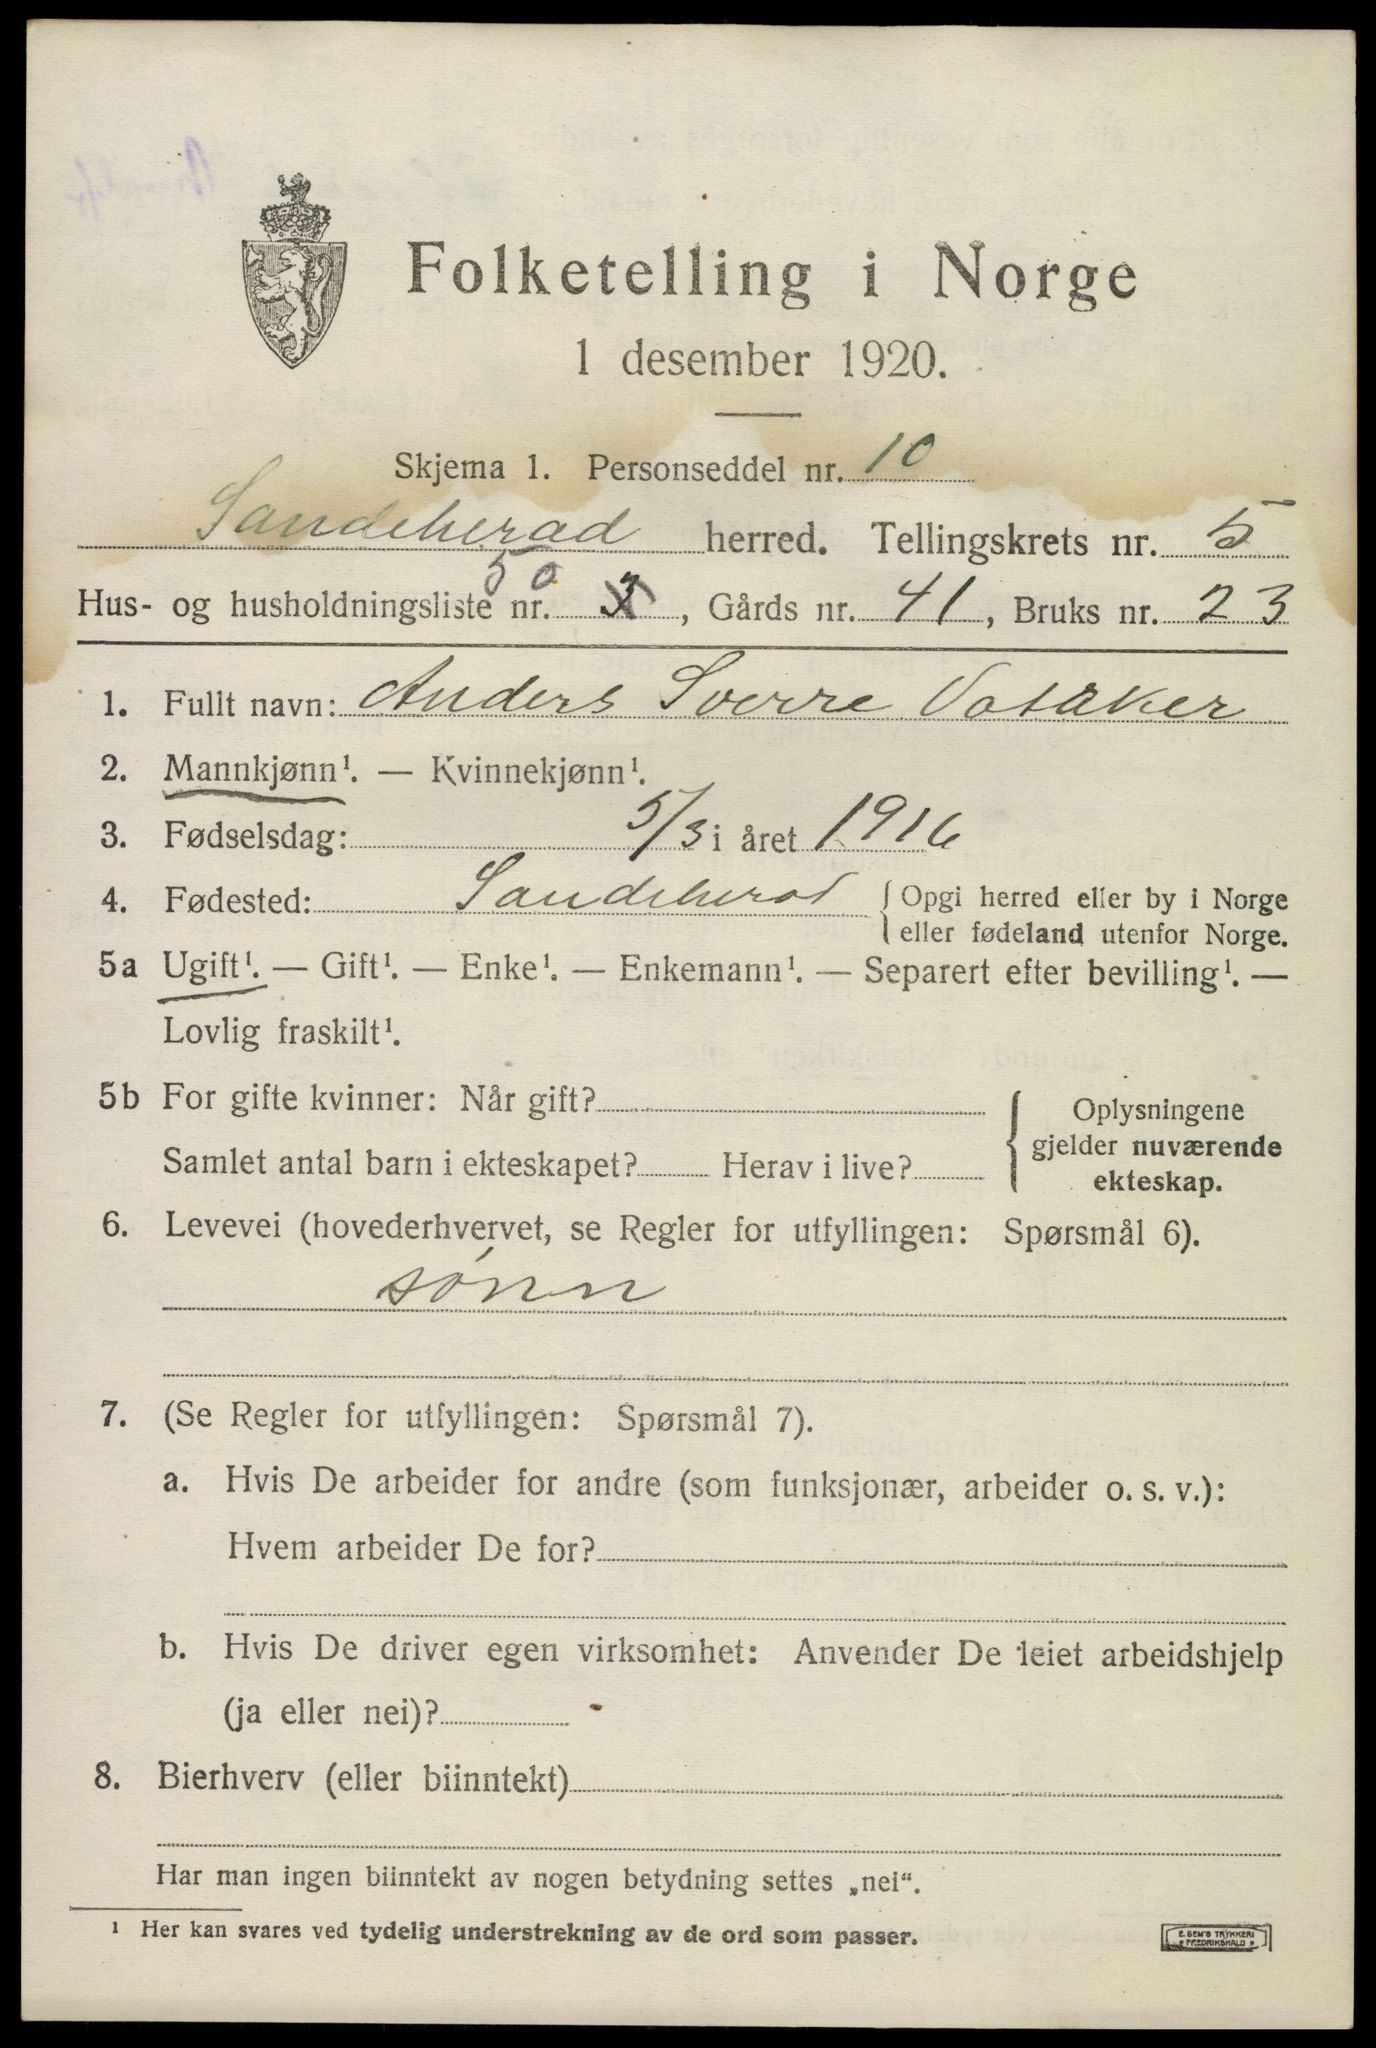 Folketelling i Norge
1 desember 1920.
Skjema 1. Personseddel nr. 10
Sandeherad herred. Tellingskrets nr. 5
50
Hus- og husholdningsliste nr. 3, Gårds nr. 41, Bruks nr. 23
1. Fullt navn: Anders Sverre Vataker
2. Mannkjønn¹. — Kvinnekjønn¹.
3. Fødselsdag: 5/3 i året 1916
4. Fødested: Sandeherad { Opgi herred eller by i Norge
eller fødeland utenfor Norge.
5a Ugift¹. — Gift¹. — Enke¹. — Enkemann¹. — Separert efter bevilling¹. —
Lovlig fraskilt¹.
5b For gifte kvinner: Når gift?
Samlet antal barn i ekteskapet? Herav i live?
{ Oplysningene
gjelder nuværende
ekteskap.
6. Levevei (hovederhvervet, se Regler for utfyllingen: Spørsmål 6).
sønn
7. (Se Regler for utfyllingen: Spørsmål 7).
a. Hvis De arbeider for andre (som funksjonær, arbeider o. s. v.):
Hvem arbeider De for?
b. Hvis De driver egen virksomhet: Anvender De leiet arbeidshjelp
(ja eller nei)?
8. Bierhverv (eller biinntekt)
Har man ingen biinntekt av nogen betydning settes „nei“.
¹ Her kan svares ved tydelig understrekning av de ord som passer.
E. SEM'S TRYKKERI
FREDRIKSHALD